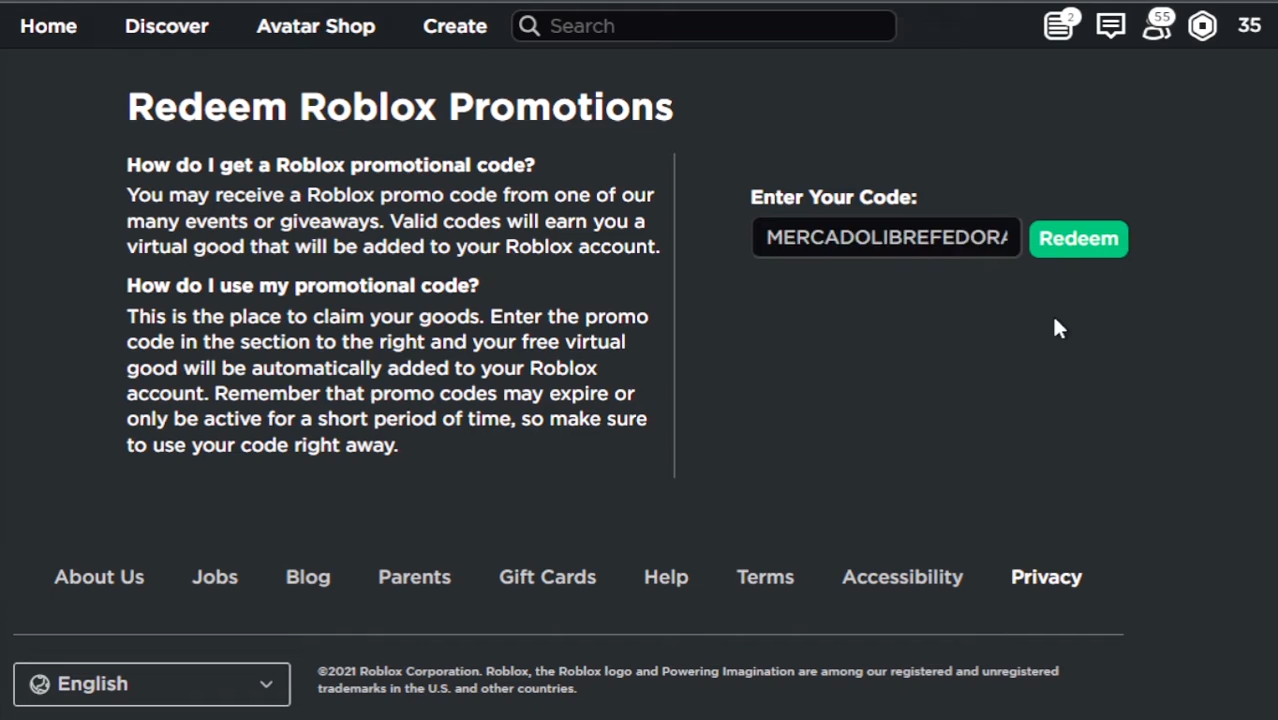 Home Discover Avatar Shop Create Search 2 55 35
Redeem Roblox Promotions
How do I get a Roblox promotional code?
You may receive a Roblox promo code from one of our
many events or giveaways. Valid codes will earn you a
virtual good that will be added to your Roblox account.
How do I use my promotional code?
This is the place to claim your goods. Enter the promo
code in the section to the right and your free virtual
good will be automatically added to your Roblox
account. Remember that promo codes may expire or
only be active for a short period of time, so make sure
to use your code right away.
Enter Your Code:
MERCADOLIBREFEDORA Redeem
About Us Jobs Blog Parents Gift Cards Help Terms Accessibility Privacy
English
©2021 Roblox Corporation. Roblox, the Roblox logo and Powering Imagination are among our registered and unregistered
trademarks in the U.S. and other countries.